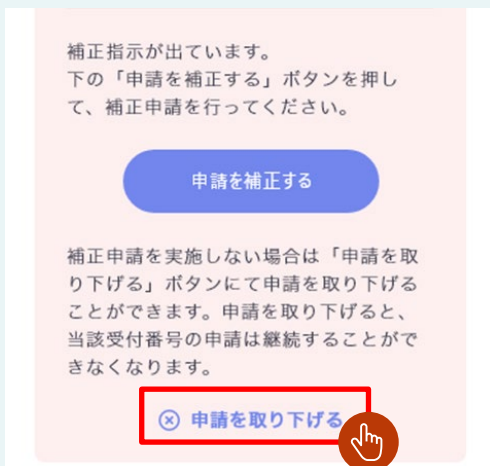 補正指示が出ています。
下の「申請を補正する」ボタンを押し
て、補正申請を行ってください。
申請を補正する
補正申請を実施しない場合は「申請を取
り下げる」ボタンにて申請を取り下げる
ことができます。申請を取り下げると、
当該受付番号の申請は継続することがで
きなくなります。
申請を取り下げる